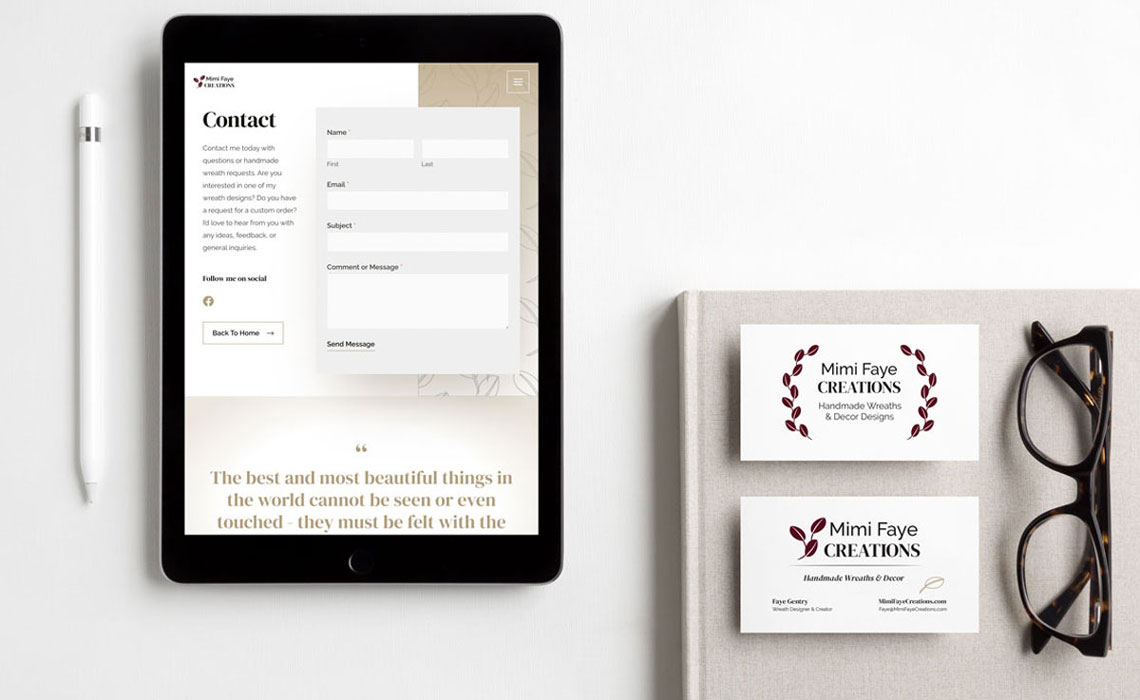 Mimi Faye
CREATIONS
Contact
Contact me today with
questions or handmade
wreath requests. Are you
interested in one of my
wreath designs? Do you have
a request for a custom order?
I'd love to hear from you with
any ideas, feedback, or
general inquiries.
Follow me on social
Back To Home →
Name *
First Last
Email *
Subject *
Comment or Message *
Send Message
“
The best and most beautiful things in
the world cannot be seen or even
touched - they must be felt with the
Mimi Faye
CREATIONS
Handmade Wreaths
& Decor Designs
Mimi Faye
CREATIONS
Handmade Wreaths & Decor
Faye Gentry
Wreath Designer & Creator
MimiFayeCreations.com
Faye@MimiFayeCreations.com